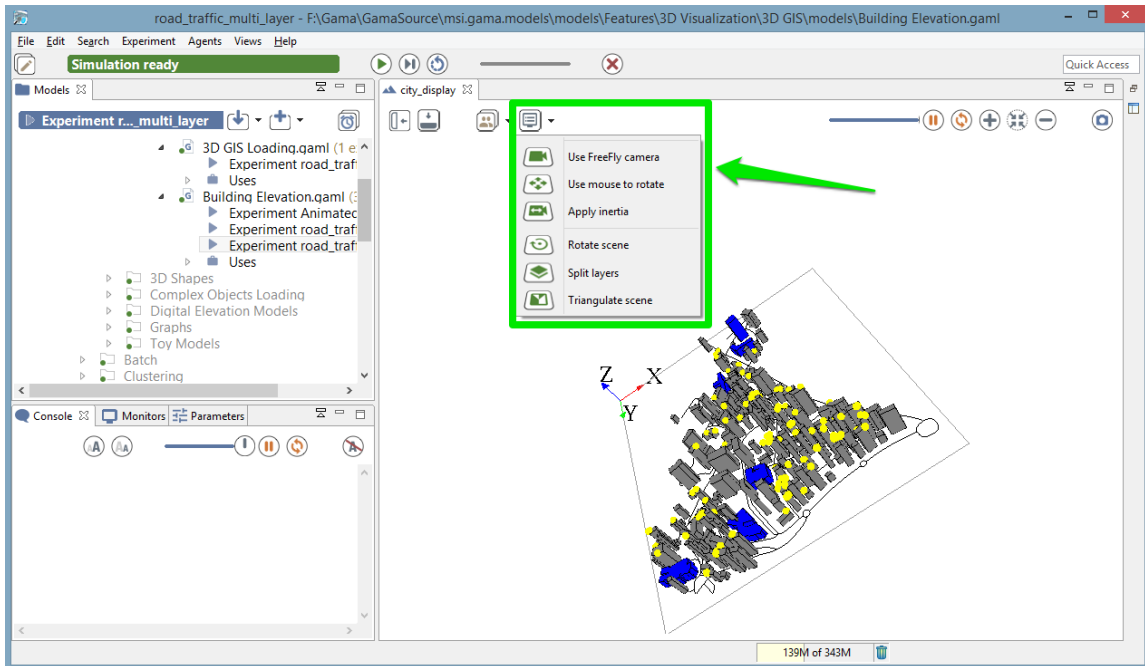 road_traffic_multi_layer - F:\Gama\GamaSource\msi.gama.models\models\Features\3D Visualization\3D GIS\models\Building Elevation.gaml
File Edit Search Experiment Agents Views Help
Simulation ready
Quick Access
Models
city_display
Experiment r..._multi_layer
3D GIS Loading.gaml (1 e
Experiment road_traf
Uses
Building Elevation.gaml (3
Experiment Animated
Experiment road_traf
Experiment road_traf
Uses
3D Shapes
Complex Objects Loading
Digital Elevation Models
Graphs
Toy Models
Batch
Clustering
Use FreeFly camera
Use mouse to rotate
Apply inertia
Rotate scene
Split layers
Triangulate scene
Z X
Y
Console Monitors Parameters
A A A
139M of 343M